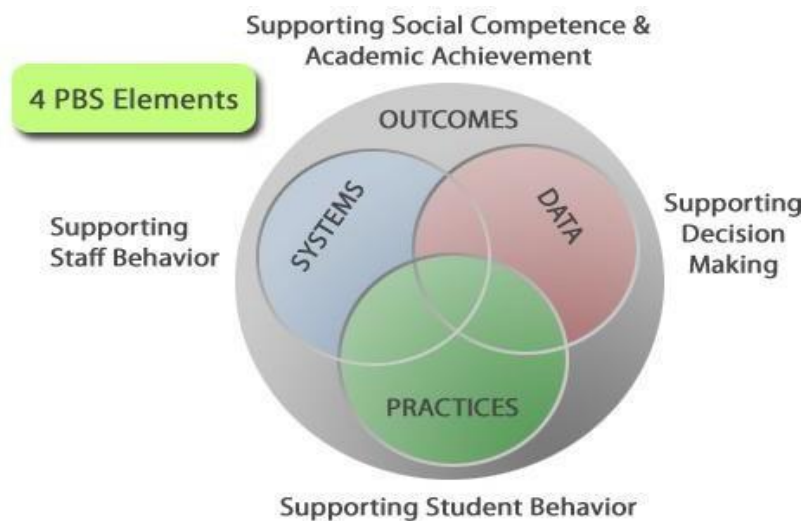 Supporting Social Competence &
Academic Achievement
4 PBS Elements
OUTCOMES
SYSTEMS
DATA
Supporting
Staff Behavior
Supporting
Decision
Making
PRACTICES
Supporting Student Behavior